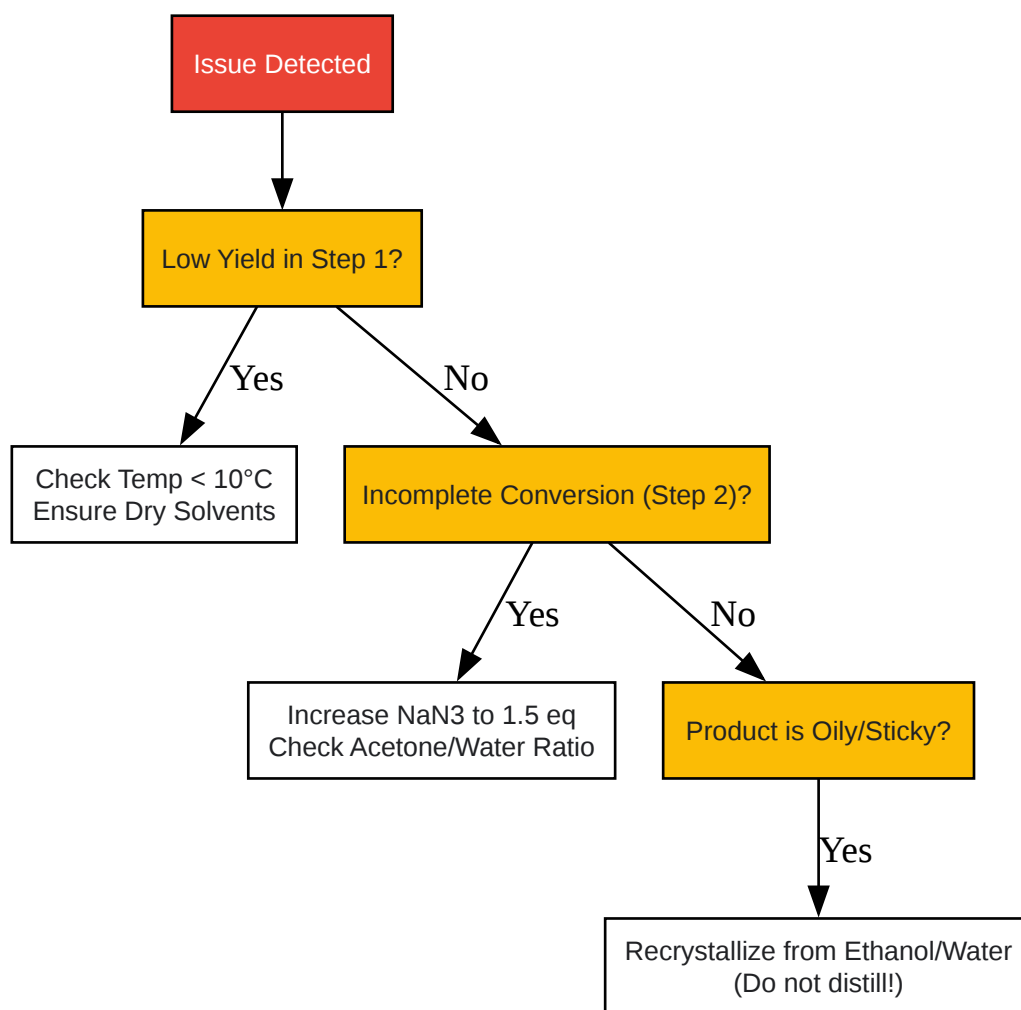 Issue Detected
Low Yield in Step 1?
Yes
No
Check Temp < 10°C
Ensure Dry Solvents
Incomplete Conversion (Step 2)?
Yes
No
Increase NaN3 to 1.5 eq
Check Acetone/Water Ratio
Product is Oily/Sticky?
Yes
Recrystallize from Ethanol/Water
(Do not distill!)